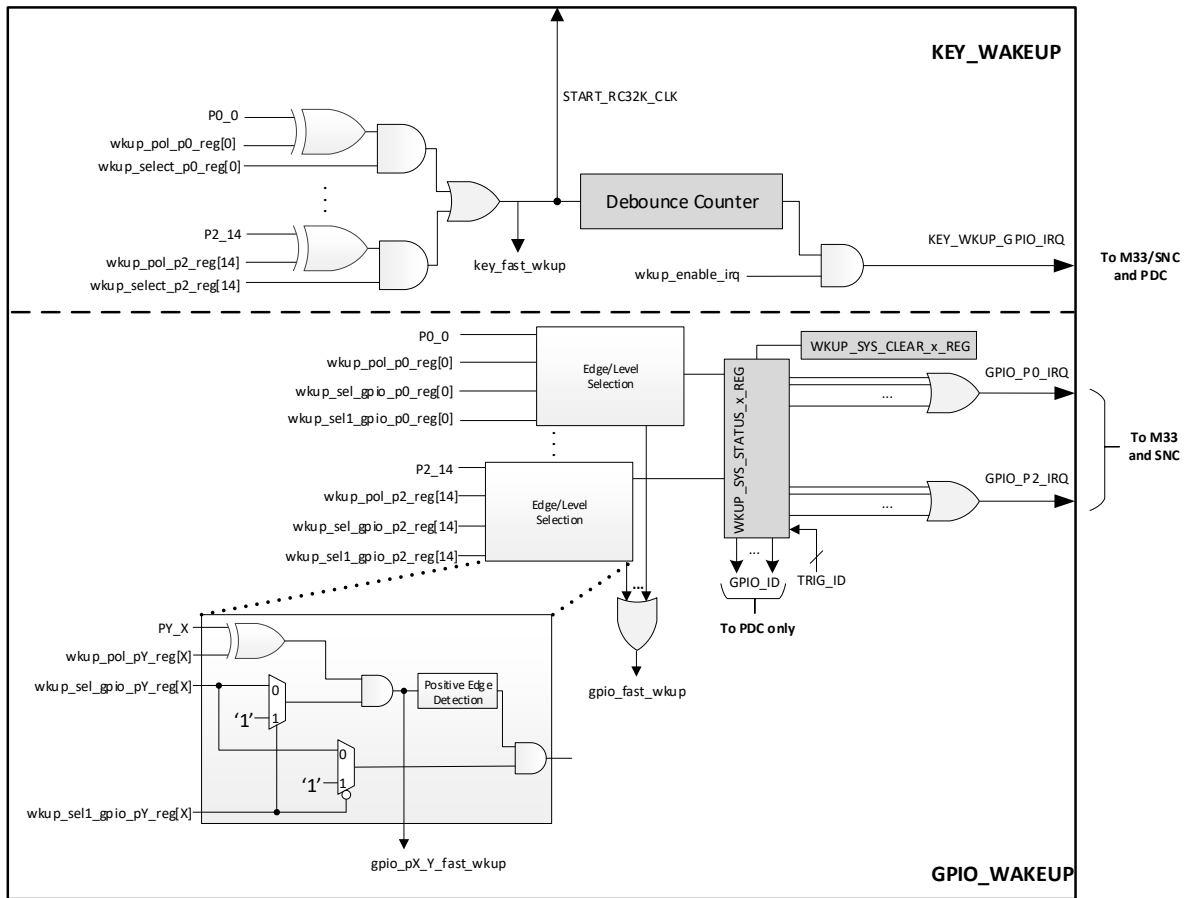 KEY_WAKEUP
START_RC32K_CLK
P0_0
wkup_pol_p0_reg[0]
wkup_select_p0_reg[0]
P2_14
wkup_pol_p2_reg[14]
wkup_select_p2_reg[14]
key_fast_wkup
Debounce Counter
wkup_enable_irq
KEY_WKUP_GPIO_IRQ
To M33/SNC
and PDC
P0_0
wkup_pol_p0_reg[0]
wkup_sel_gpio_p0_reg[0]
wkup_sel1_gpio_p0_reg[0]
Edge/Level
Selection
WKUP_SYS_CLEAR_x_REG
WKUP_SYS_STATUS_x_REG
...
GPIO_P0_IRQ
To M33
and SNC
P2_14
wkup_pol_p2_reg[14]
wkup_sel_gpio_p2_reg[14]
wkup_sel1_gpio_p2_reg[14]
Edge/Level
Selection
...
GPIO_P2_IRQ
...
GPIO_ID
TRIG_ID
To PDC only
...
gpio_fast_wkup
PY_X
wkup_pol_pY_reg[X]
wkup_sel_gpio_pY_reg[X]
0
'1'
1
Positive Edge
Detection
0
'1'
1
wkup_sel1_gpio_pY_reg[X]
gpio_pX_Y_fast_wkup
GPIO_WAKEUP